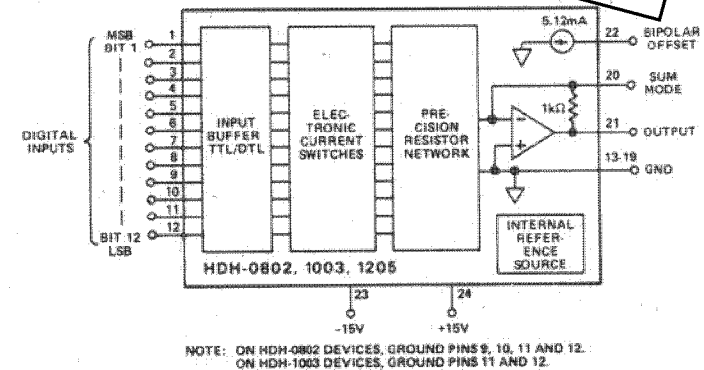 5.12mA
22 BIPOLAR
OFFSET
20 SUM
MODE
1kΩ
21 OUTPUT
13-19 GND
MSB
BIT 1
1
2
3
4
5
6
7
8
9
10
11
12
DIGITAL
INPUTS
BIT 12
LSB
INPUT
BUFFER
TTL/DTL
ELEC-
TRONIC
CURRENT
SWITCHES
PRE-
CISION
RESISTOR
NETWORK
−
+
INTERNAL
REFER-
ENCE
SOURCE
HDH-0802, 1003, 1205
23
-15V
24
+15V
NOTE: ON HDH-0802 DEVICES, GROUND PINS 9, 10, 11 AND 12.
ON HDH-1003 DEVICES, GROUND PINS 11 AND 12.